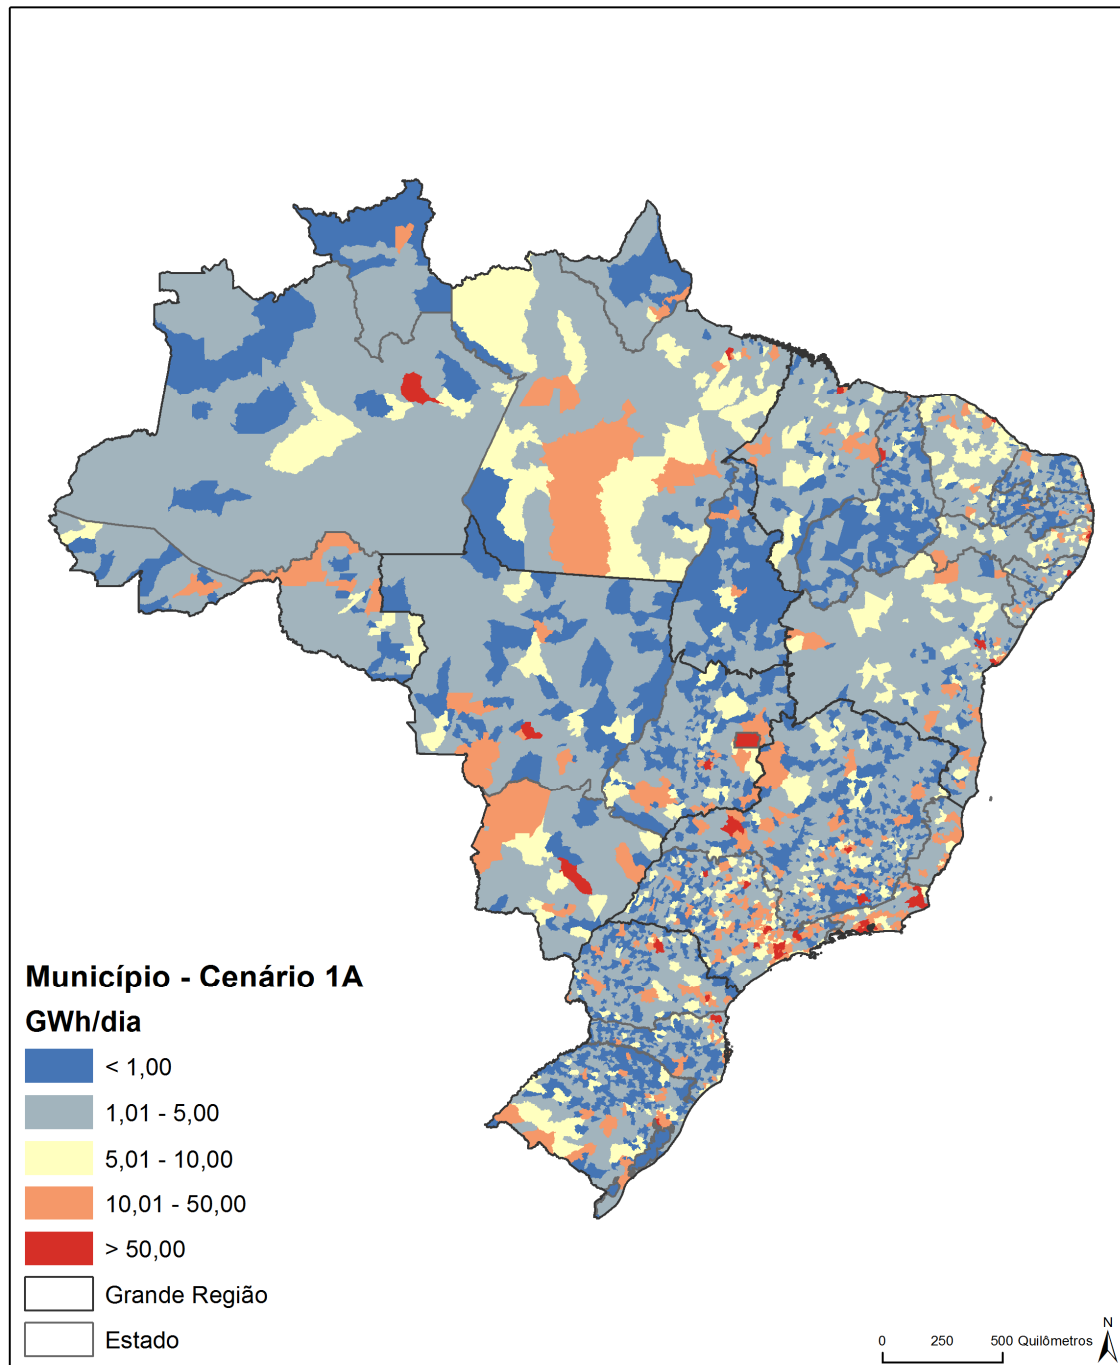 Município - Cenário 1A
GWh/dia
< 1,00
1,01 - 5,00
5,01 - 10,00
10,01 - 50,00
> 50,00
Grande Região
Estado
0 250 500 Quilômetros
N